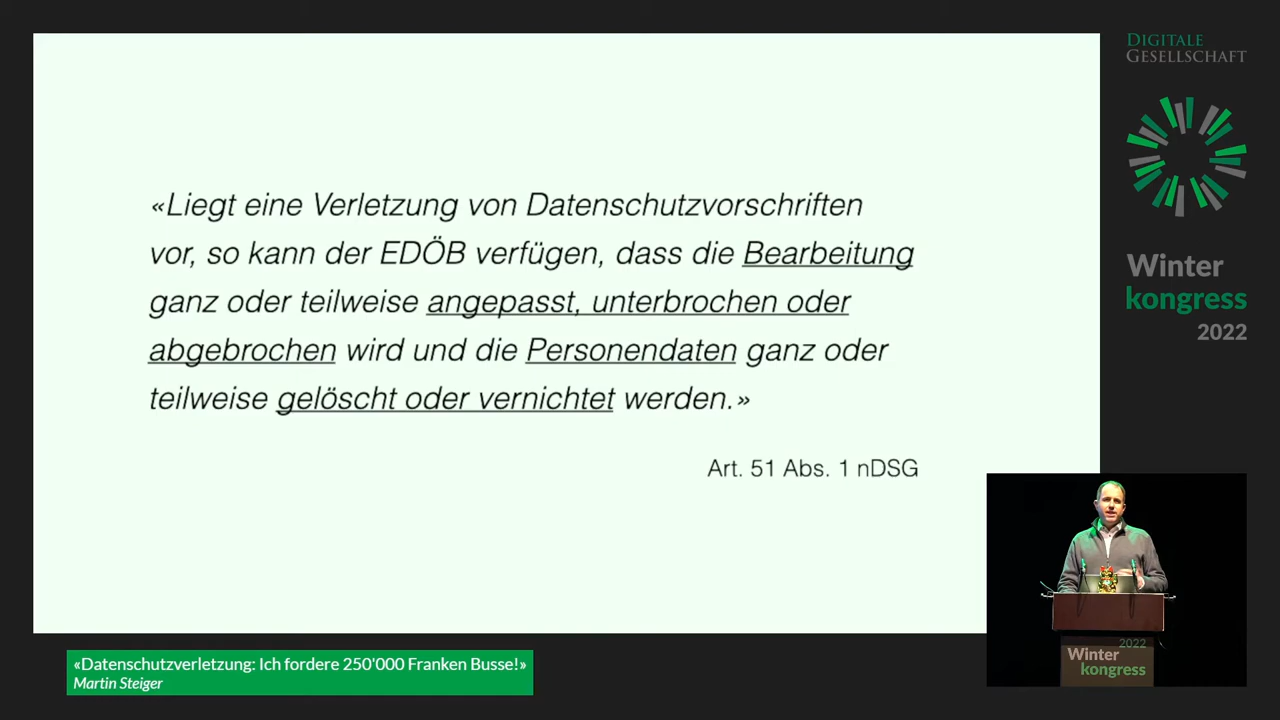 «Liegt eine Verletzung von Datenschutzvorschriften
vor, so kann der EDÖB verfügen, dass die Bearbeitung
ganz oder teilweise angepasst, unterbrochen oder
abgebrochen wird und die Personendaten ganz oder
teilweise gelöscht oder vernichtet werden.»
Art. 51 Abs. 1 nDSG
DIGITALE
GESELLSCHAFT
Winter
kongress
2022
2022
Winter
kongress
«Datenschutzverletzung: Ich fordere 250'000 Franken Busse!»
Martin Steiger